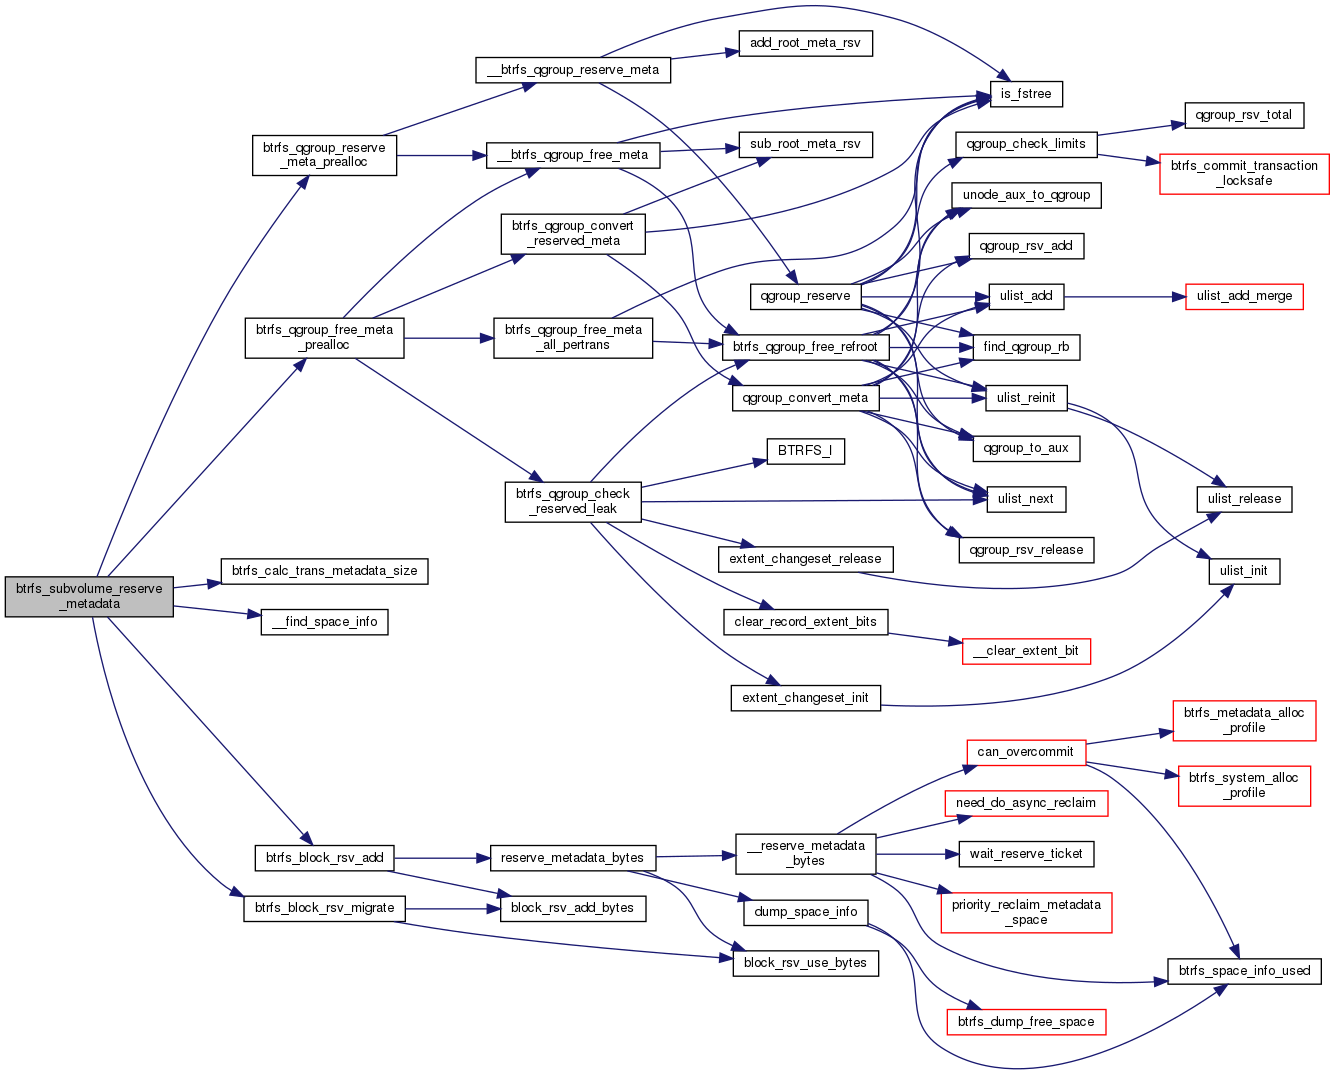 btrfs_subvolume_reserve
_metadata
btrfs_qgroup_reserve
_meta_prealloc
btrfs_qgroup_free_meta
_prealloc
btrfs_calc_trans_metadata_size
__find_space_info
btrfs_block_rsv_add
btrfs_block_rsv_migrate
__btrfs_qgroup_reserve_meta
__btrfs_qgroup_free_meta
btrfs_qgroup_convert
_reserved_meta
btrfs_qgroup_free_meta
_all_pertrans
btrfs_qgroup_check
_reserved_leak
reserve_metadata_bytes
block_rsv_add_bytes
add_root_meta_rsv
sub_root_meta_rsv
qgroup_reserve
btrfs_qgroup_free_refroot
qgroup_convert_meta
BTRFS_I
extent_changeset_release
clear_record_extent_bits
extent_changeset_init
__reserve_metadata
_bytes
dump_space_info
block_rsv_use_bytes
is_fstree
qgroup_check_limits
unode_aux_to_qgroup
qgroup_rsv_add
ulist_add
find_qgroup_rb
ulist_reinit
qgroup_to_aux
ulist_next
qgroup_rsv_release
__clear_extent_bit
can_overcommit
need_do_async_reclaim
wait_reserve_ticket
priority_reclaim_metadata
_space
btrfs_dump_free_space
qgroup_rsv_total
btrfs_commit_transaction
_locksafe
ulist_add_merge
ulist_release
ulist_init
btrfs_metadata_alloc
_profile
btrfs_system_alloc
_profile
btrfs_space_info_used